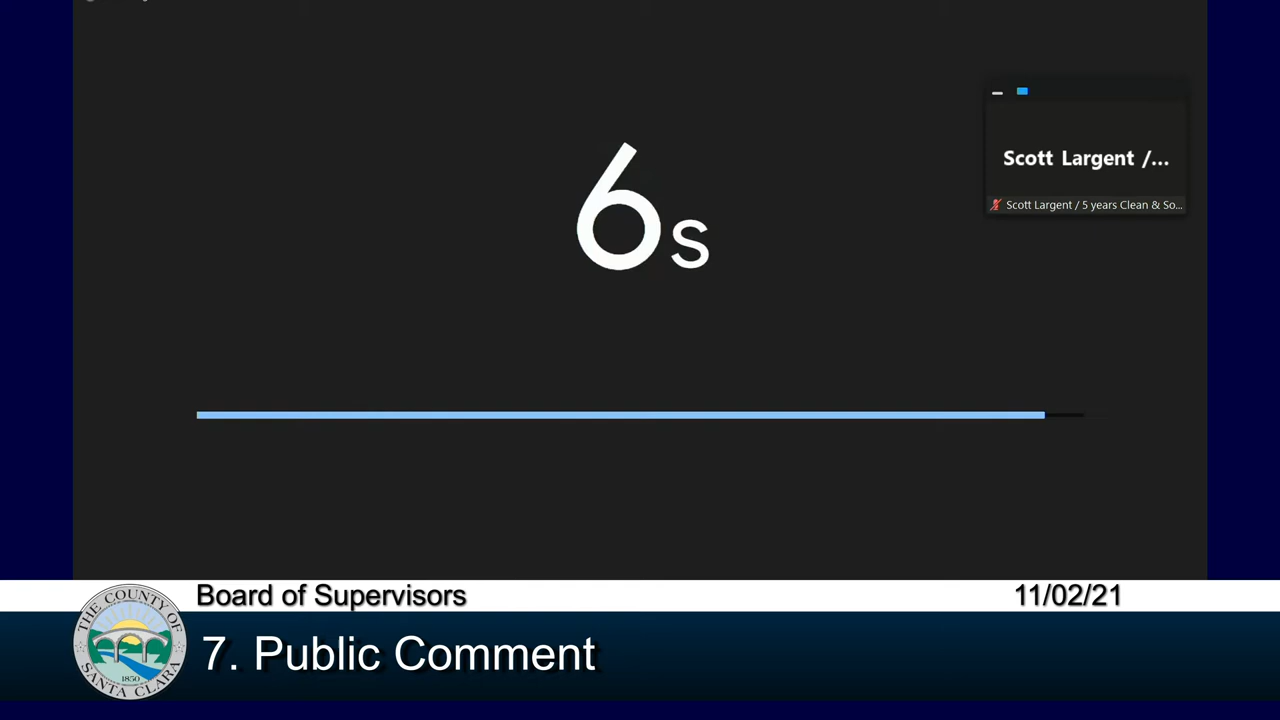 6s
Scott Largent /...
Scott Largent / 5 years Clean & So...
Board of Supervisors
11/02/21
7. Public Comment
THE COUNTY OF
SANTA CLARA
1850